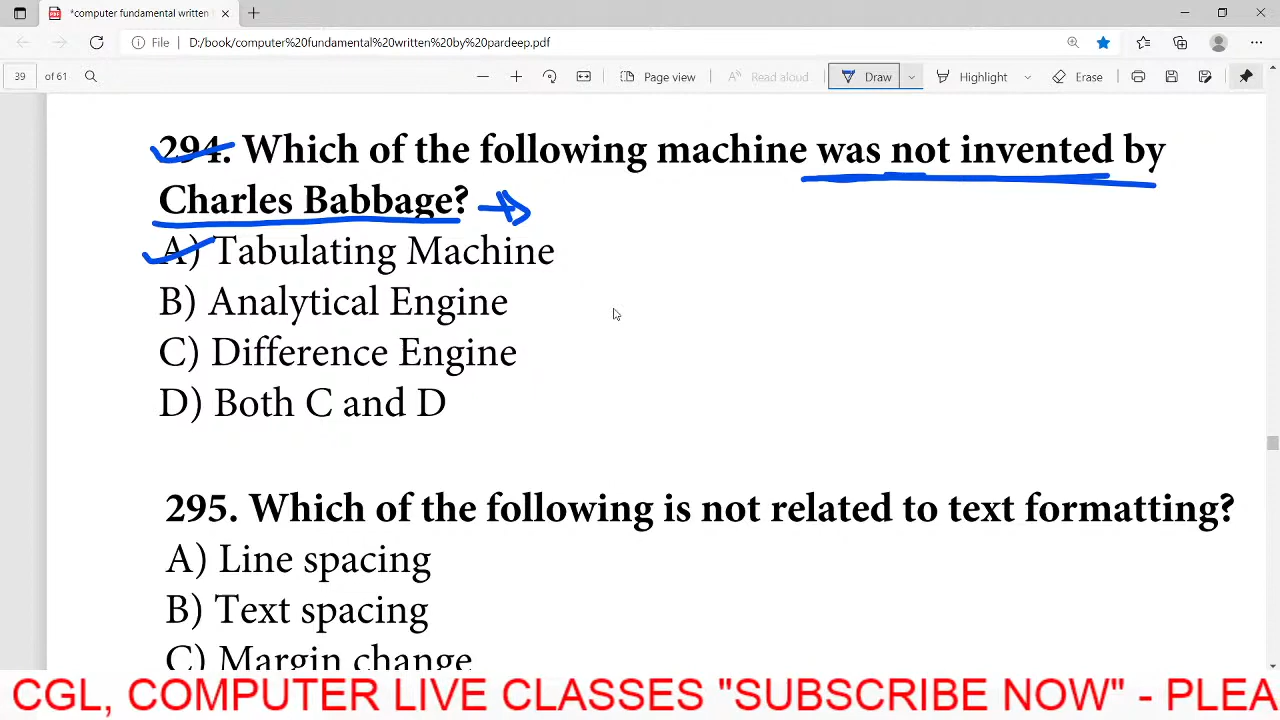 *computer fundamental written
File D:/book/computer%20fundamental%20written%20by%20pardeep.pdf
39 of 61 Page view Read aloud Draw Highlight Erase
294. Which of the following machine was not invented by
Charles Babbage?
A) Tabulating Machine
B) Analytical Engine
C) Difference Engine
D) Both C and D
295. Which of the following is not related to text formatting?
A) Line spacing
B) Text spacing
C) Margin change
CGL, COMPUTER LIVE CLASSES "SUBSCRIBE NOW" - PLEA